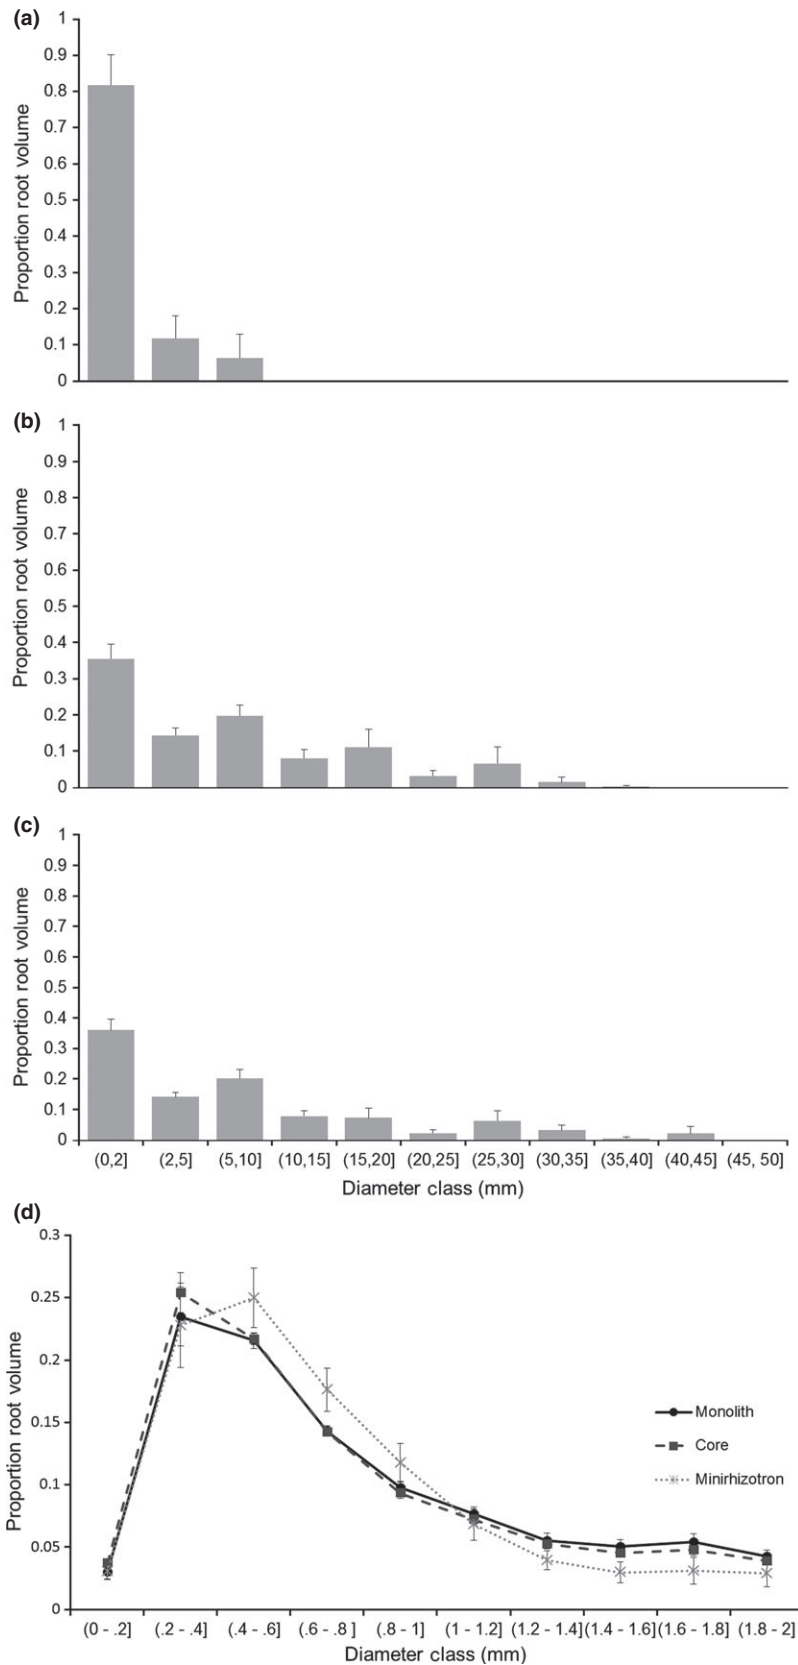 (a)
Proportion root volume
1
0.9
0.8
0.7
0.6
0.5
0.4
0.3
0.2
0.1
0
(b)
Proportion root volume
1
0.9
0.8
0.7
0.6
0.5
0.4
0.3
0.2
0.1
0
(c)
Proportion root volume
1
0.9
0.8
0.7
0.6
0.5
0.4
0.3
0.2
0.1
0
(0,2] (2,5] (5,10] (10,15] (15,20] (20,25] (25,30] (30,35] (35,40] (40,45] (45, 50]
Diameter class (mm)
(d)
Proportion root volume
0.3
0.25
0.2
0.15
0.1
0.05
0
Monolith
Core
Minirhizotron
(0 - .2] (.2 - .4] (.4 - .6] (.6 - .8 ] (.8 - 1] (1 - 1.2] (1.2 - 1.4] (1.4 - 1.6] (1.6 - 1.8] (1.8 - 2]
Diameter class (mm)